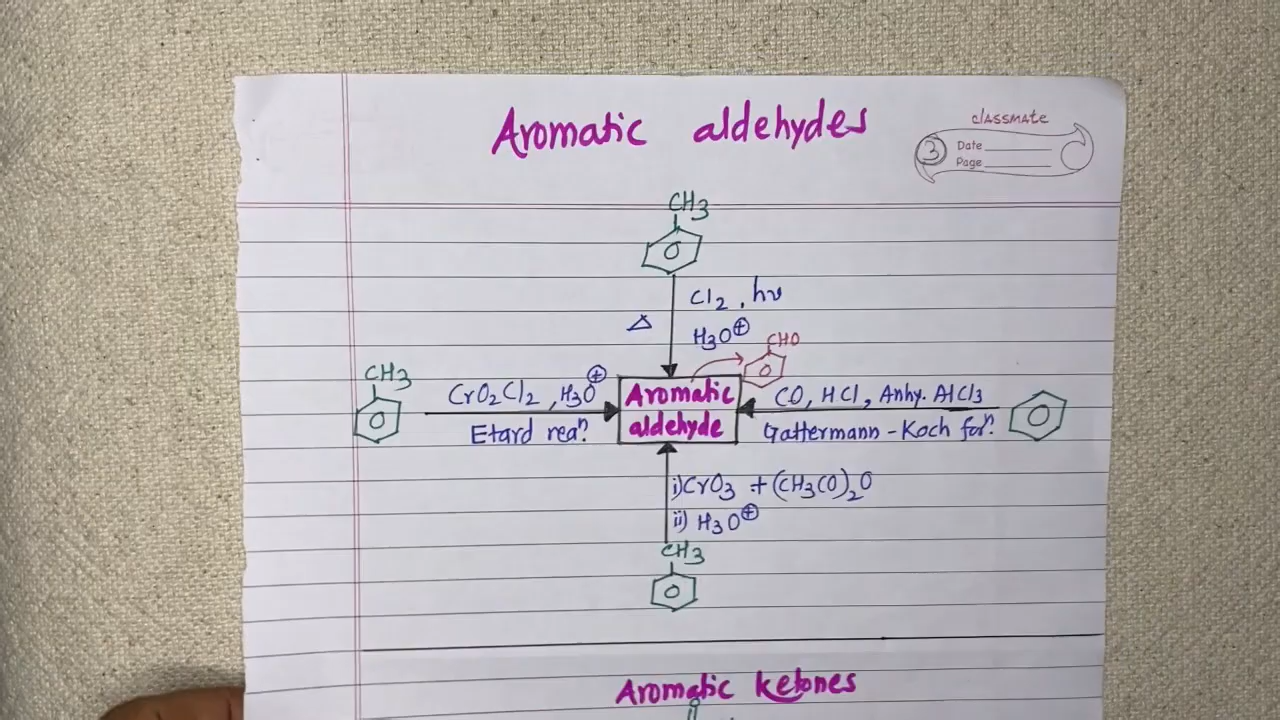 Aromatic aldehydes
classmate
3
Date
Page
CH3
Cl2, hν
Δ
H3O⊕
CHO
CH3
CrO2Cl2, H3O⊕
Etard reaⁿ.
Aromatic
aldehyde
CO, HCl, Anhy. AlCl3
Gattermann - Koch forⁿ.
i) CrO3 + (CH3CO)2O
ii) H3O⊕
CH3
Aromatic ketones